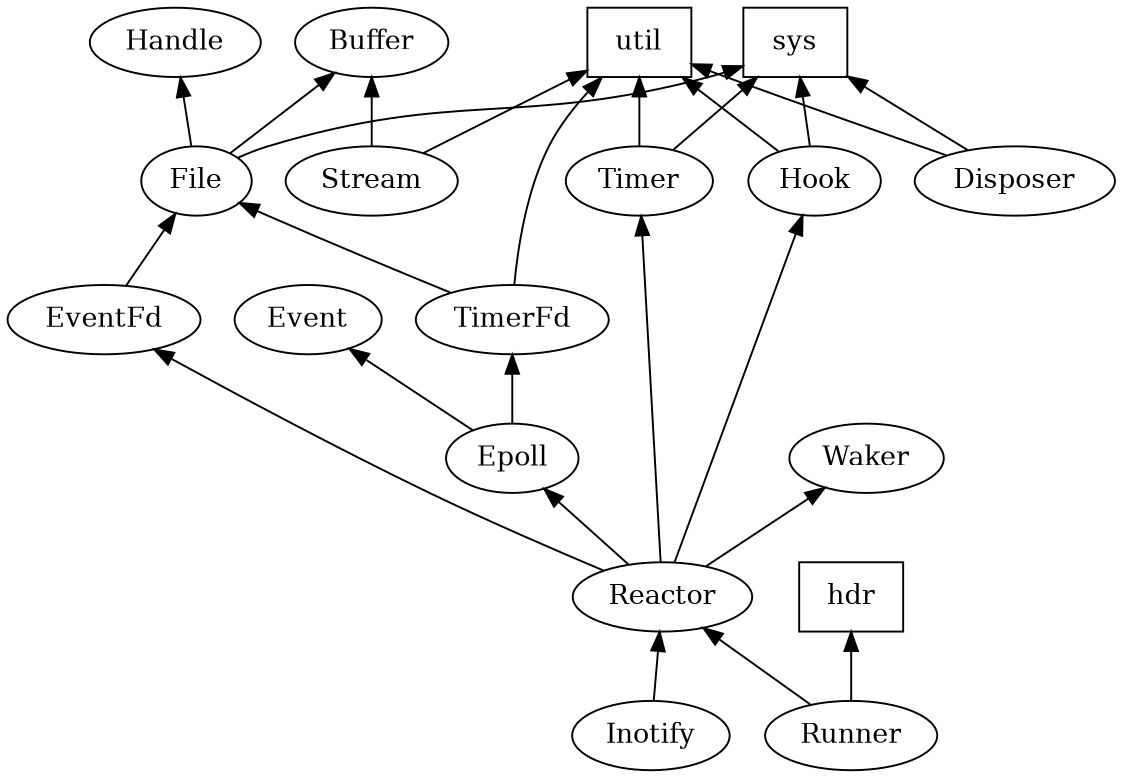 Handle
Buffer
util
sys
File
Stream
Timer
Hook
Disposer
EventFd
Event
TimerFd
Epoll
Waker
Reactor
hdr
Inotify
Runner